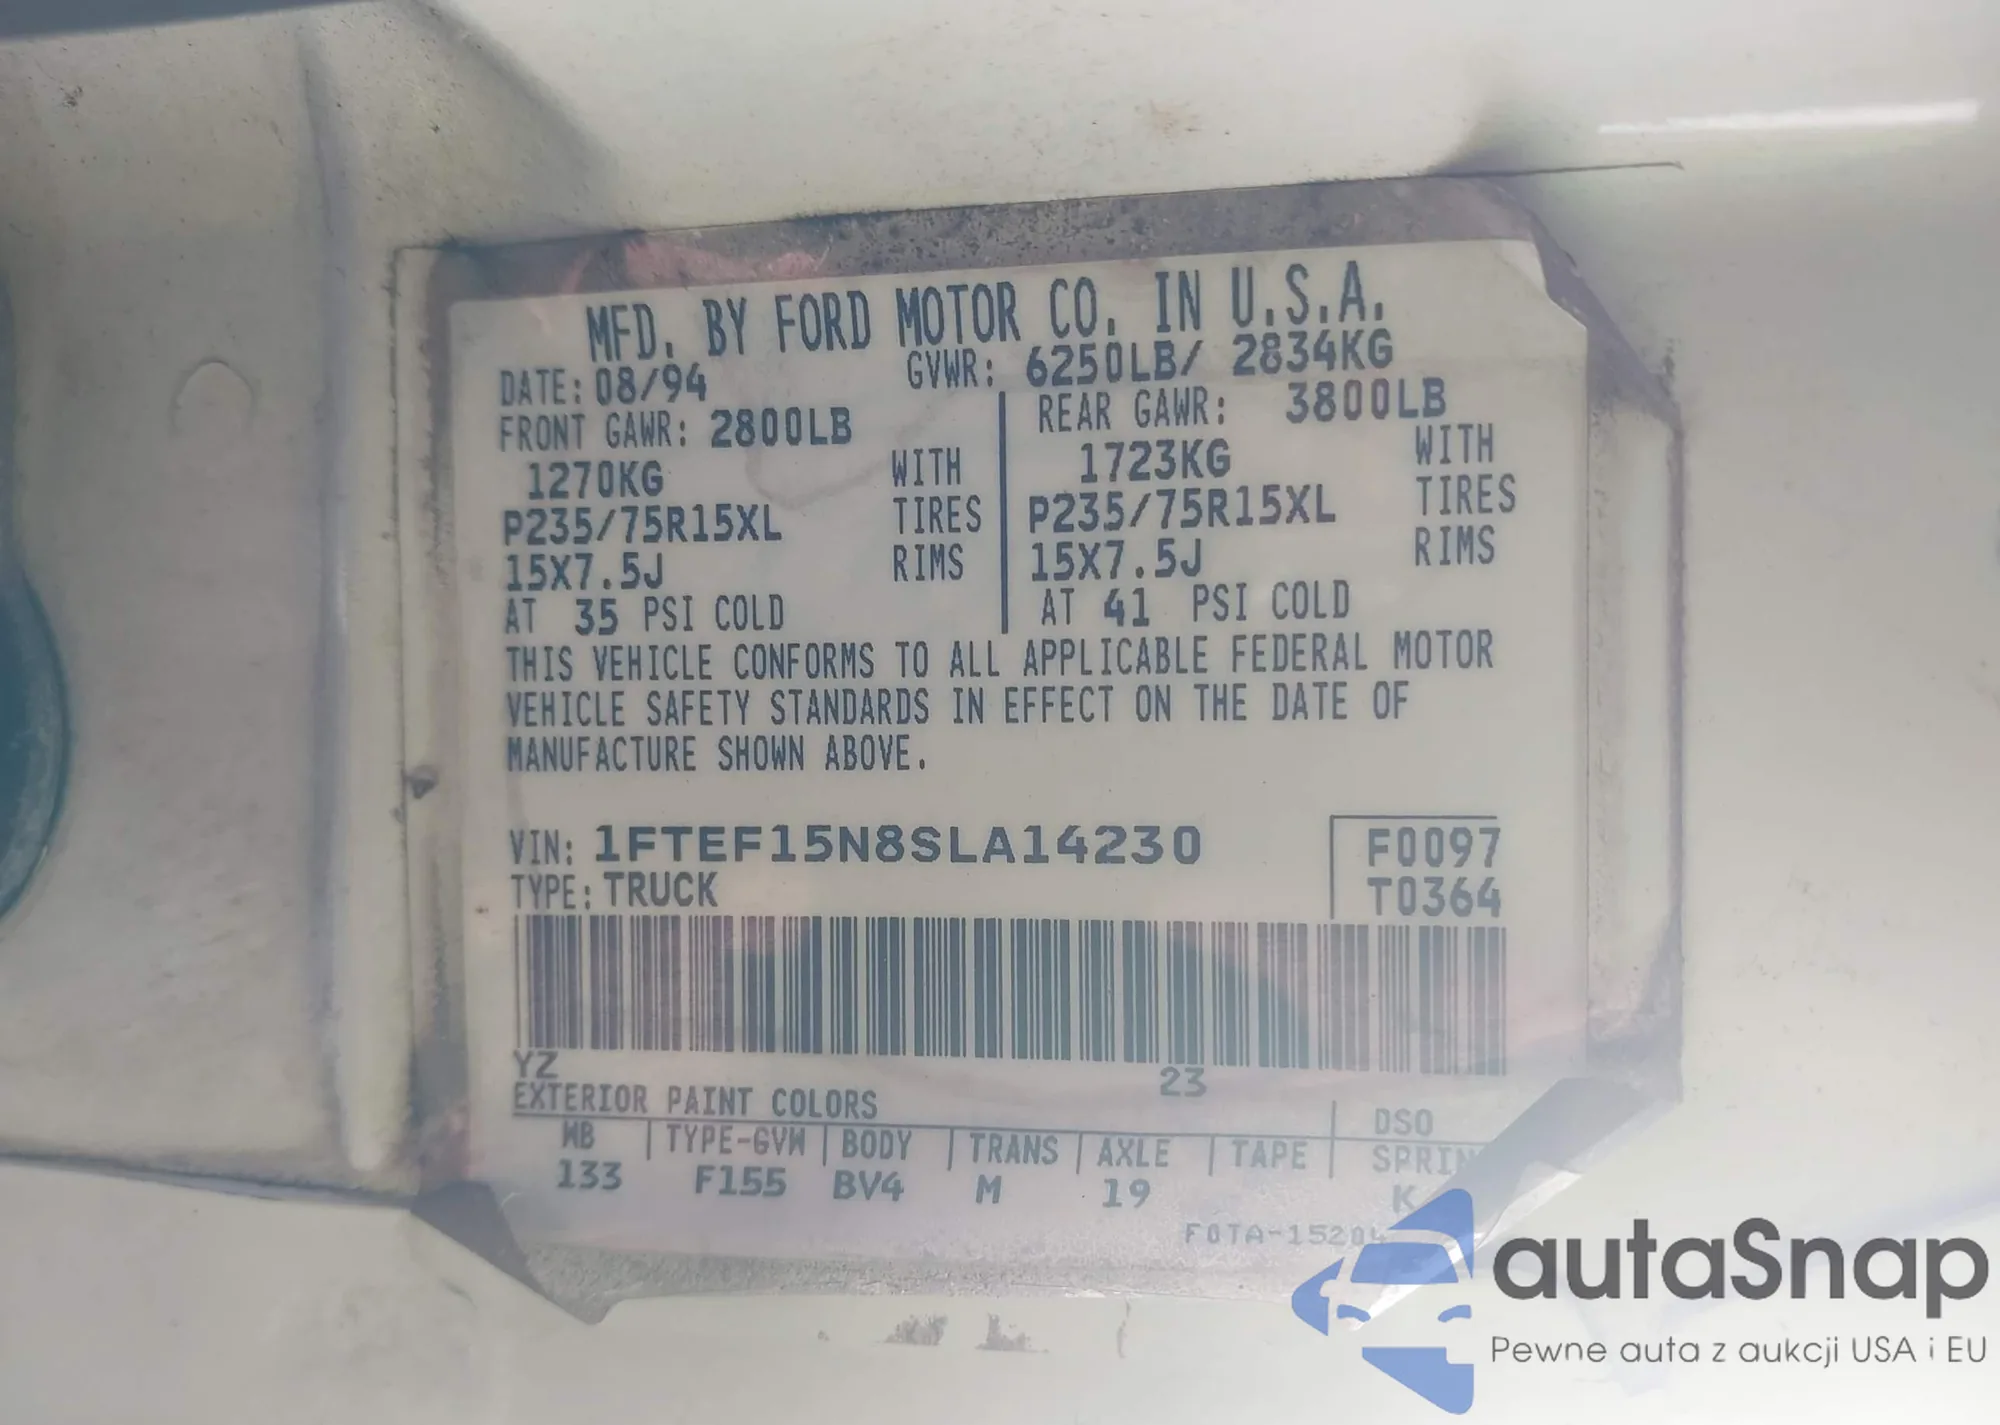 MFD. BY FORD MOTOR CO. IN U.S.A.
DATE: 08/94 GVWR: 6250LB/ 2834KG
FRONT GAWR: 2800LB REAR GAWR: 3800LB
1270KG WITH 1723KG WITH
P235/75R15XL TIRES P235/75R15XL TIRES
15X7.5J RIMS 15X7.5J RIMS
AT 35 PSI COLD AT 41 PSI COLD
THIS VEHICLE CONFORMS TO ALL APPLICABLE FEDERAL MOTOR
VEHICLE SAFETY STANDARDS IN EFFECT ON THE DATE OF
MANUFACTURE SHOWN ABOVE.
VIN: 1FTEF15N8SLA14230 F0097
TYPE: TRUCK T0364
YZ 23
EXTERIOR PAINT COLORS DSO
WB TYPE-GVW BODY TRANS AXLE TAPE
133 F155 BV4 M 19 K
autaSnap
Pewne auta z aukcji USA i EU